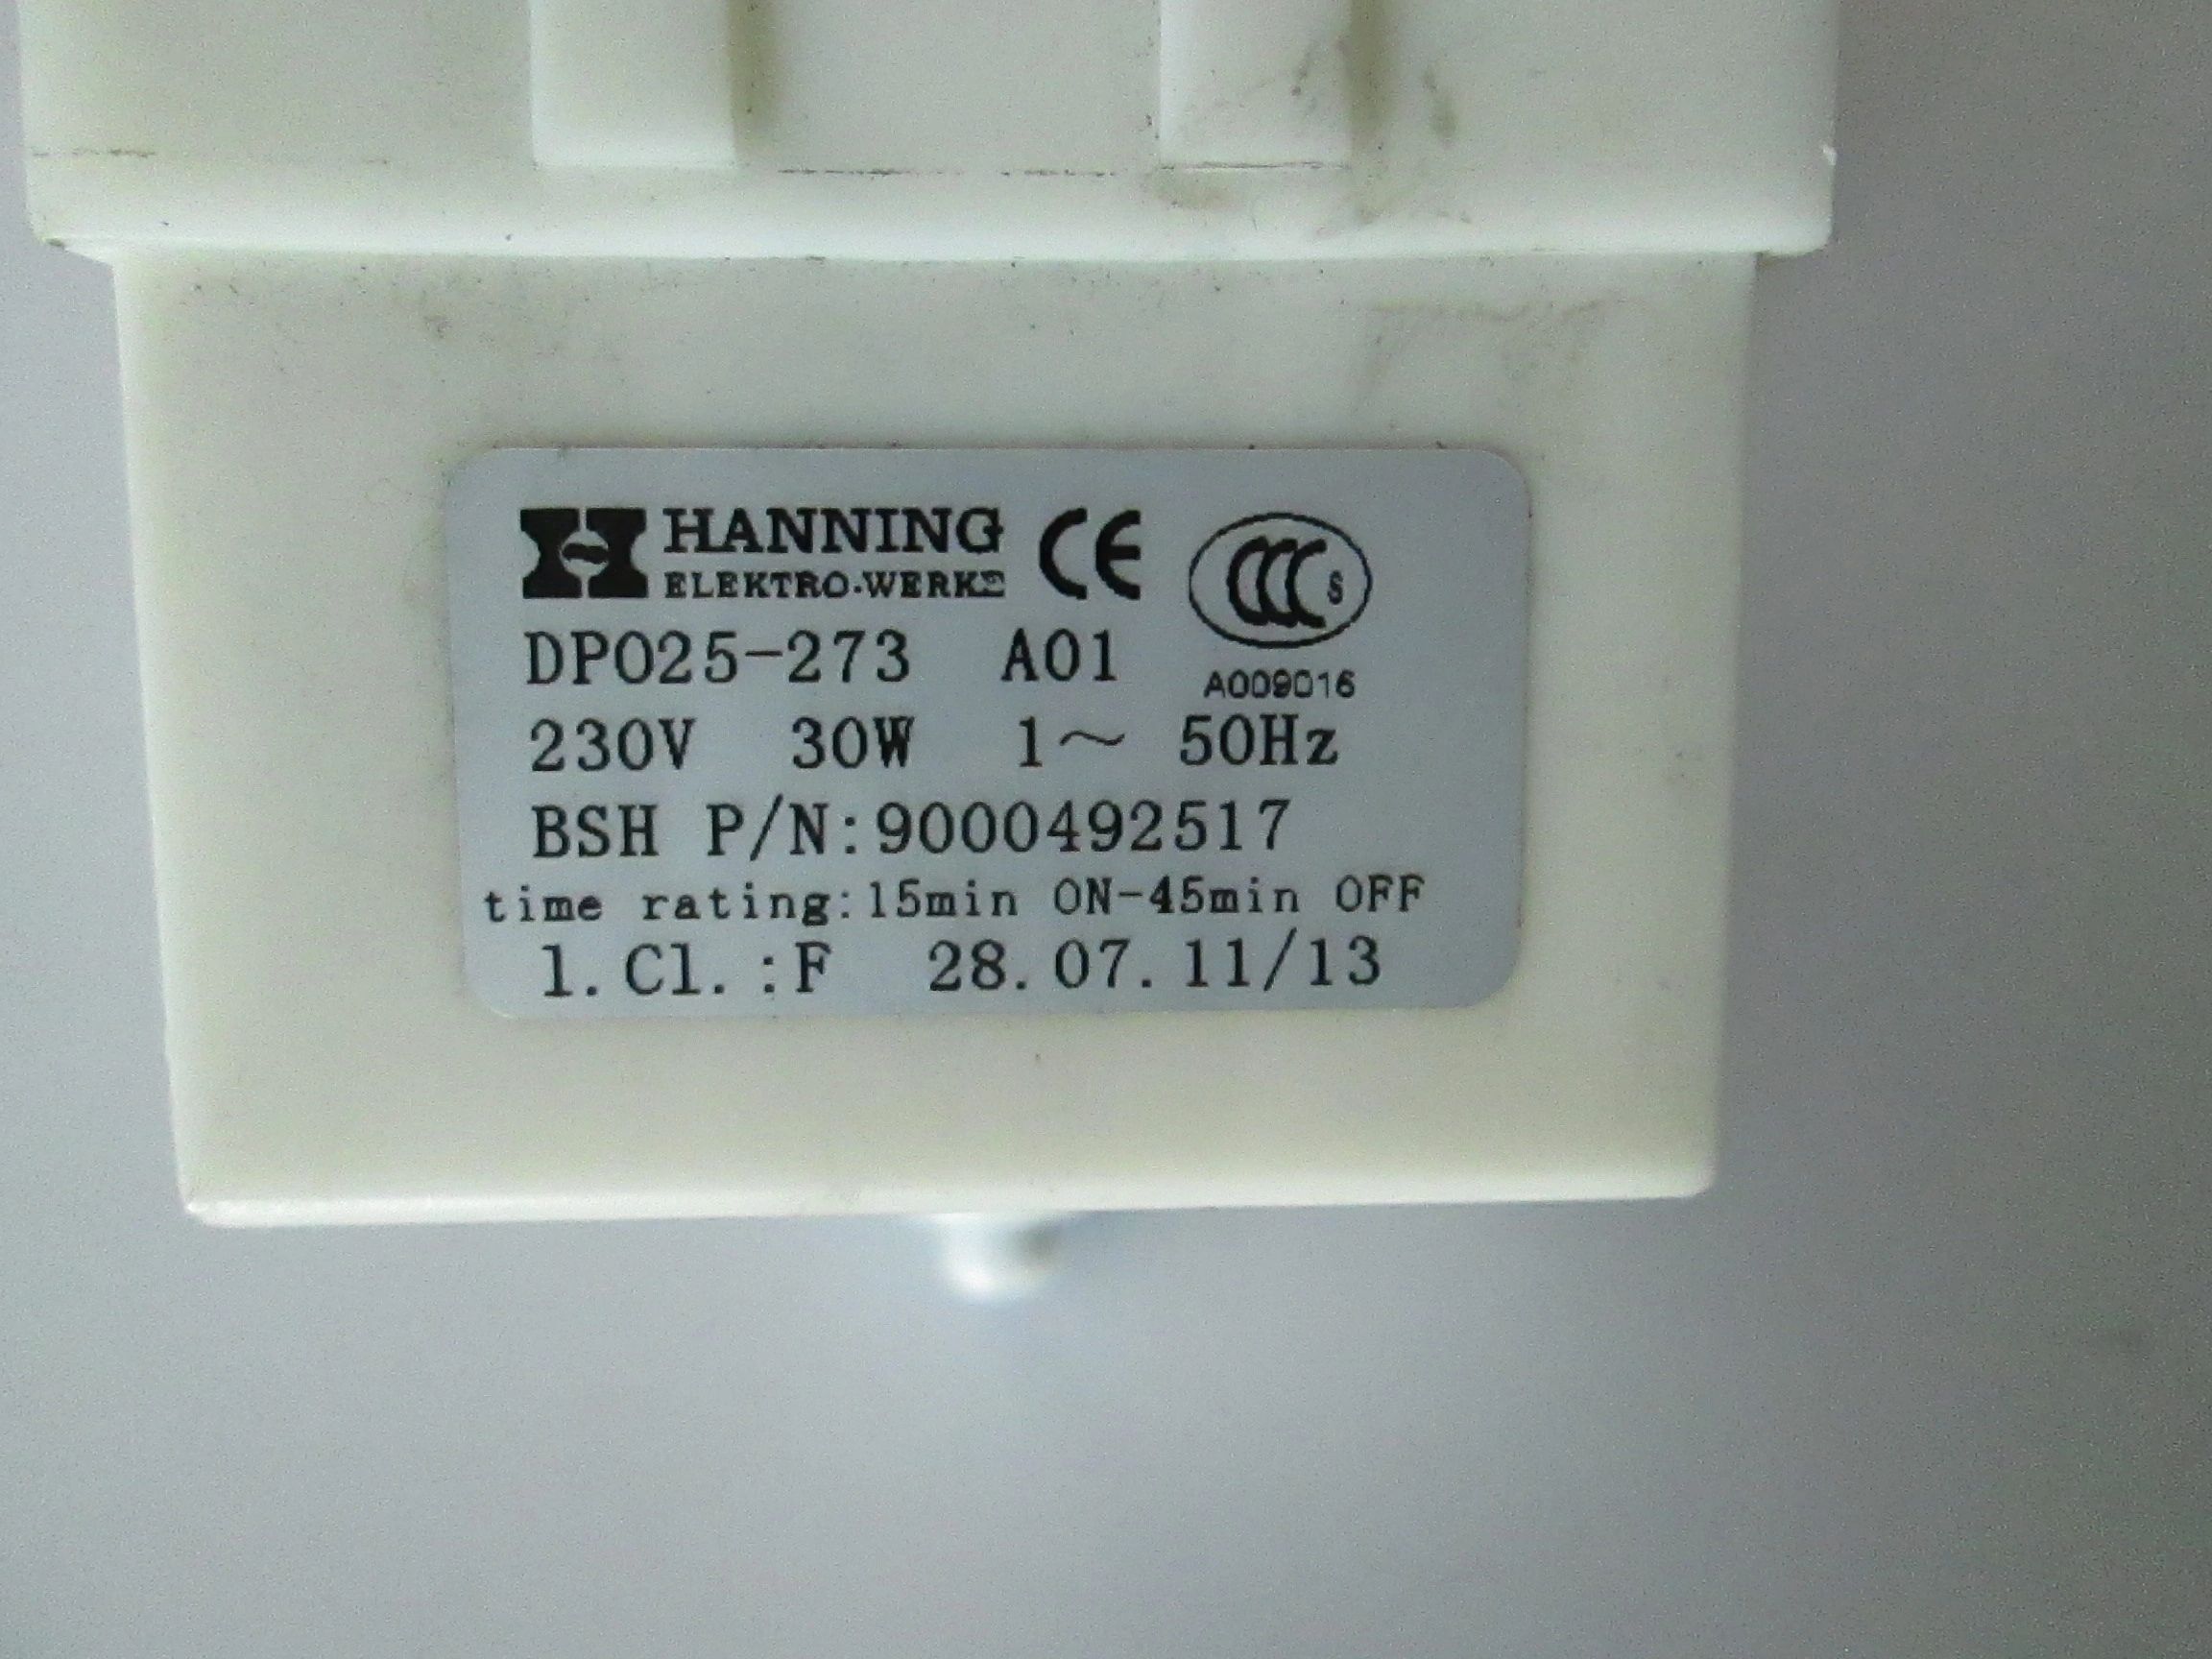 HANNING
ELEKTRO-WERKE
CE
CCC S
DP025-273 A01
A009016
230V 30W 1~ 50Hz
BSH P/N:9000492517
time rating:15min ON-45min OFF
l.Cl.:F 28.07.11/13